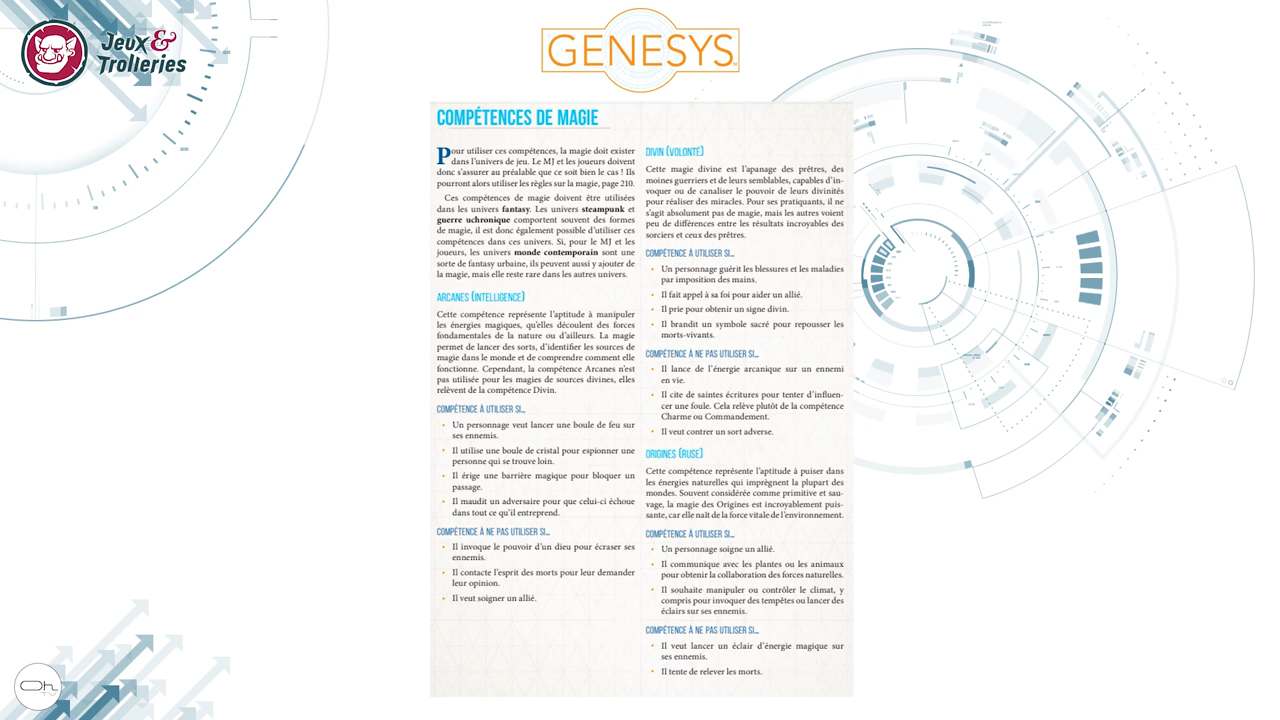 Jeux &
Trolleries
GENESYS
COMPÉTENCES DE MAGIE
Pour utiliser ces compétences, la magie doit exister
dans l'univers de jeu. Le MJ et les joueurs doivent
donc s'assurer au préalable que ce soit bien le cas ! Ils
pourront alors utiliser les règles sur la magie, page 210.
Ces compétences de magie doivent être utilisées
dans les univers fantasy. Les univers steampunk et
guerre uchronique comportent souvent des formes
de magie, il est donc également possible d'utiliser ces
compétences dans ces univers. Si, pour le MJ et les
joueurs, les univers monde contemporain sont une
sorte de fantasy urbaine, ils peuvent aussi y ajouter de
la magie, mais elle reste rare dans les autres univers.
ARCANES (INTELLIGENCE)
Cette compétence représente l'aptitude à manipuler
les énergies magiques, qu'elles découlent des forces
fondamentales de la nature ou d'ailleurs. La magie
permet de lancer des sorts, d'identifier les sources de
magie dans le monde et de comprendre comment elle
fonctionne. Cependant, la compétence Arcanes n'est
pas utilisée pour les magies de sources divines, elles
relèvent de la compétence Divin.
COMPÉTENCE À UTILISER SI...
• Un personnage veut lancer une boule de feu sur
ses ennemis.
• Il utilise une boule de cristal pour espionner une
personne qui se trouve loin.
• Il érige une barrière magique pour bloquer un
passage.
• Il maudit un adversaire pour que celui-ci échoue
dans tout ce qu'il entreprend.
COMPÉTENCE À NE PAS UTILISER SI...
• Il invoque le pouvoir d'un dieu pour écraser ses
ennemis.
• Il contacte l'esprit des morts pour leur demander
leur opinion.
• Il veut soigner un allié.
DIVIN (VOLONTÉ)
Cette magie divine est l'apanage des prêtres, des
moines guerriers et de leurs semblables, capables d'in-
voquer ou de canaliser le pouvoir de leurs divinités
pour réaliser des miracles. Pour ses pratiquants, il ne
s'agit absolument pas de magie, mais les autres voient
peu de différences entre les résultats incroyables des
sorciers et ceux des prêtres.
COMPÉTENCE À UTILISER SI...
• Un personnage guérit les blessures et les maladies
par imposition des mains.
• Il fait appel à sa foi pour aider un allié.
• Il prie pour obtenir un signe divin.
• Il brandit un symbole sacré pour repousser les
morts-vivants.
COMPÉTENCE À NE PAS UTILISER SI...
• Il lance de l'énergie arcanique sur un ennemi
en vie.
• Il cite de saintes écritures pour tenter d'influen-
cer une foule. Cela relève plutôt de la compétence
Charme ou Commandement.
• Il veut contrer un sort adverse.
ORIGINES (RUSE)
Cette compétence représente l'aptitude à puiser dans
les énergies naturelles qui imprègnent la plupart des
mondes. Souvent considérée comme primitive et sau-
vage, la magie des Origines est incroyablement puis-
sante, car elle naît de la force vitale de l'environnement.
COMPÉTENCE À UTILISER SI...
• Un personnage soigne un allié.
• Il communique avec les plantes ou les animaux
pour obtenir la collaboration des forces naturelles.
• Il souhaite manipuler ou contrôler le climat, y
compris pour invoquer des tempêtes ou lancer des
éclairs sur ses ennemis.
COMPÉTENCE À NE PAS UTILISER SI...
• Il veut lancer un éclair d'énergie magique sur
ses ennemis.
• Il tente de relever les morts.
Oh
TV